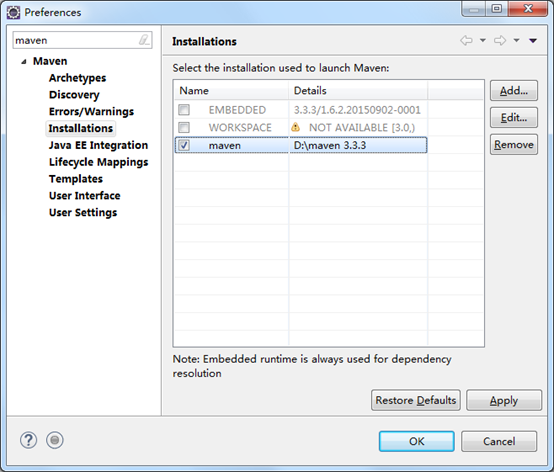 Preferences
maven
Maven
Archetypes
Discovery
Errors/Warnings
Installations
Java EE Integration
Lifecycle Mappings
Templates
User Interface
User Settings
Installations
Select the installation used to launch Maven:
Name Details
EMBEDDED 3.3.3/1.6.2.20150902-0001
WORKSPACE NOT AVAILABLE [3.0,)
maven D:\maven 3.3.3
Add...
Edit...
Remove
Note: Embedded runtime is always used for dependency
resolution
Restore Defaults Apply
? OK Cancel